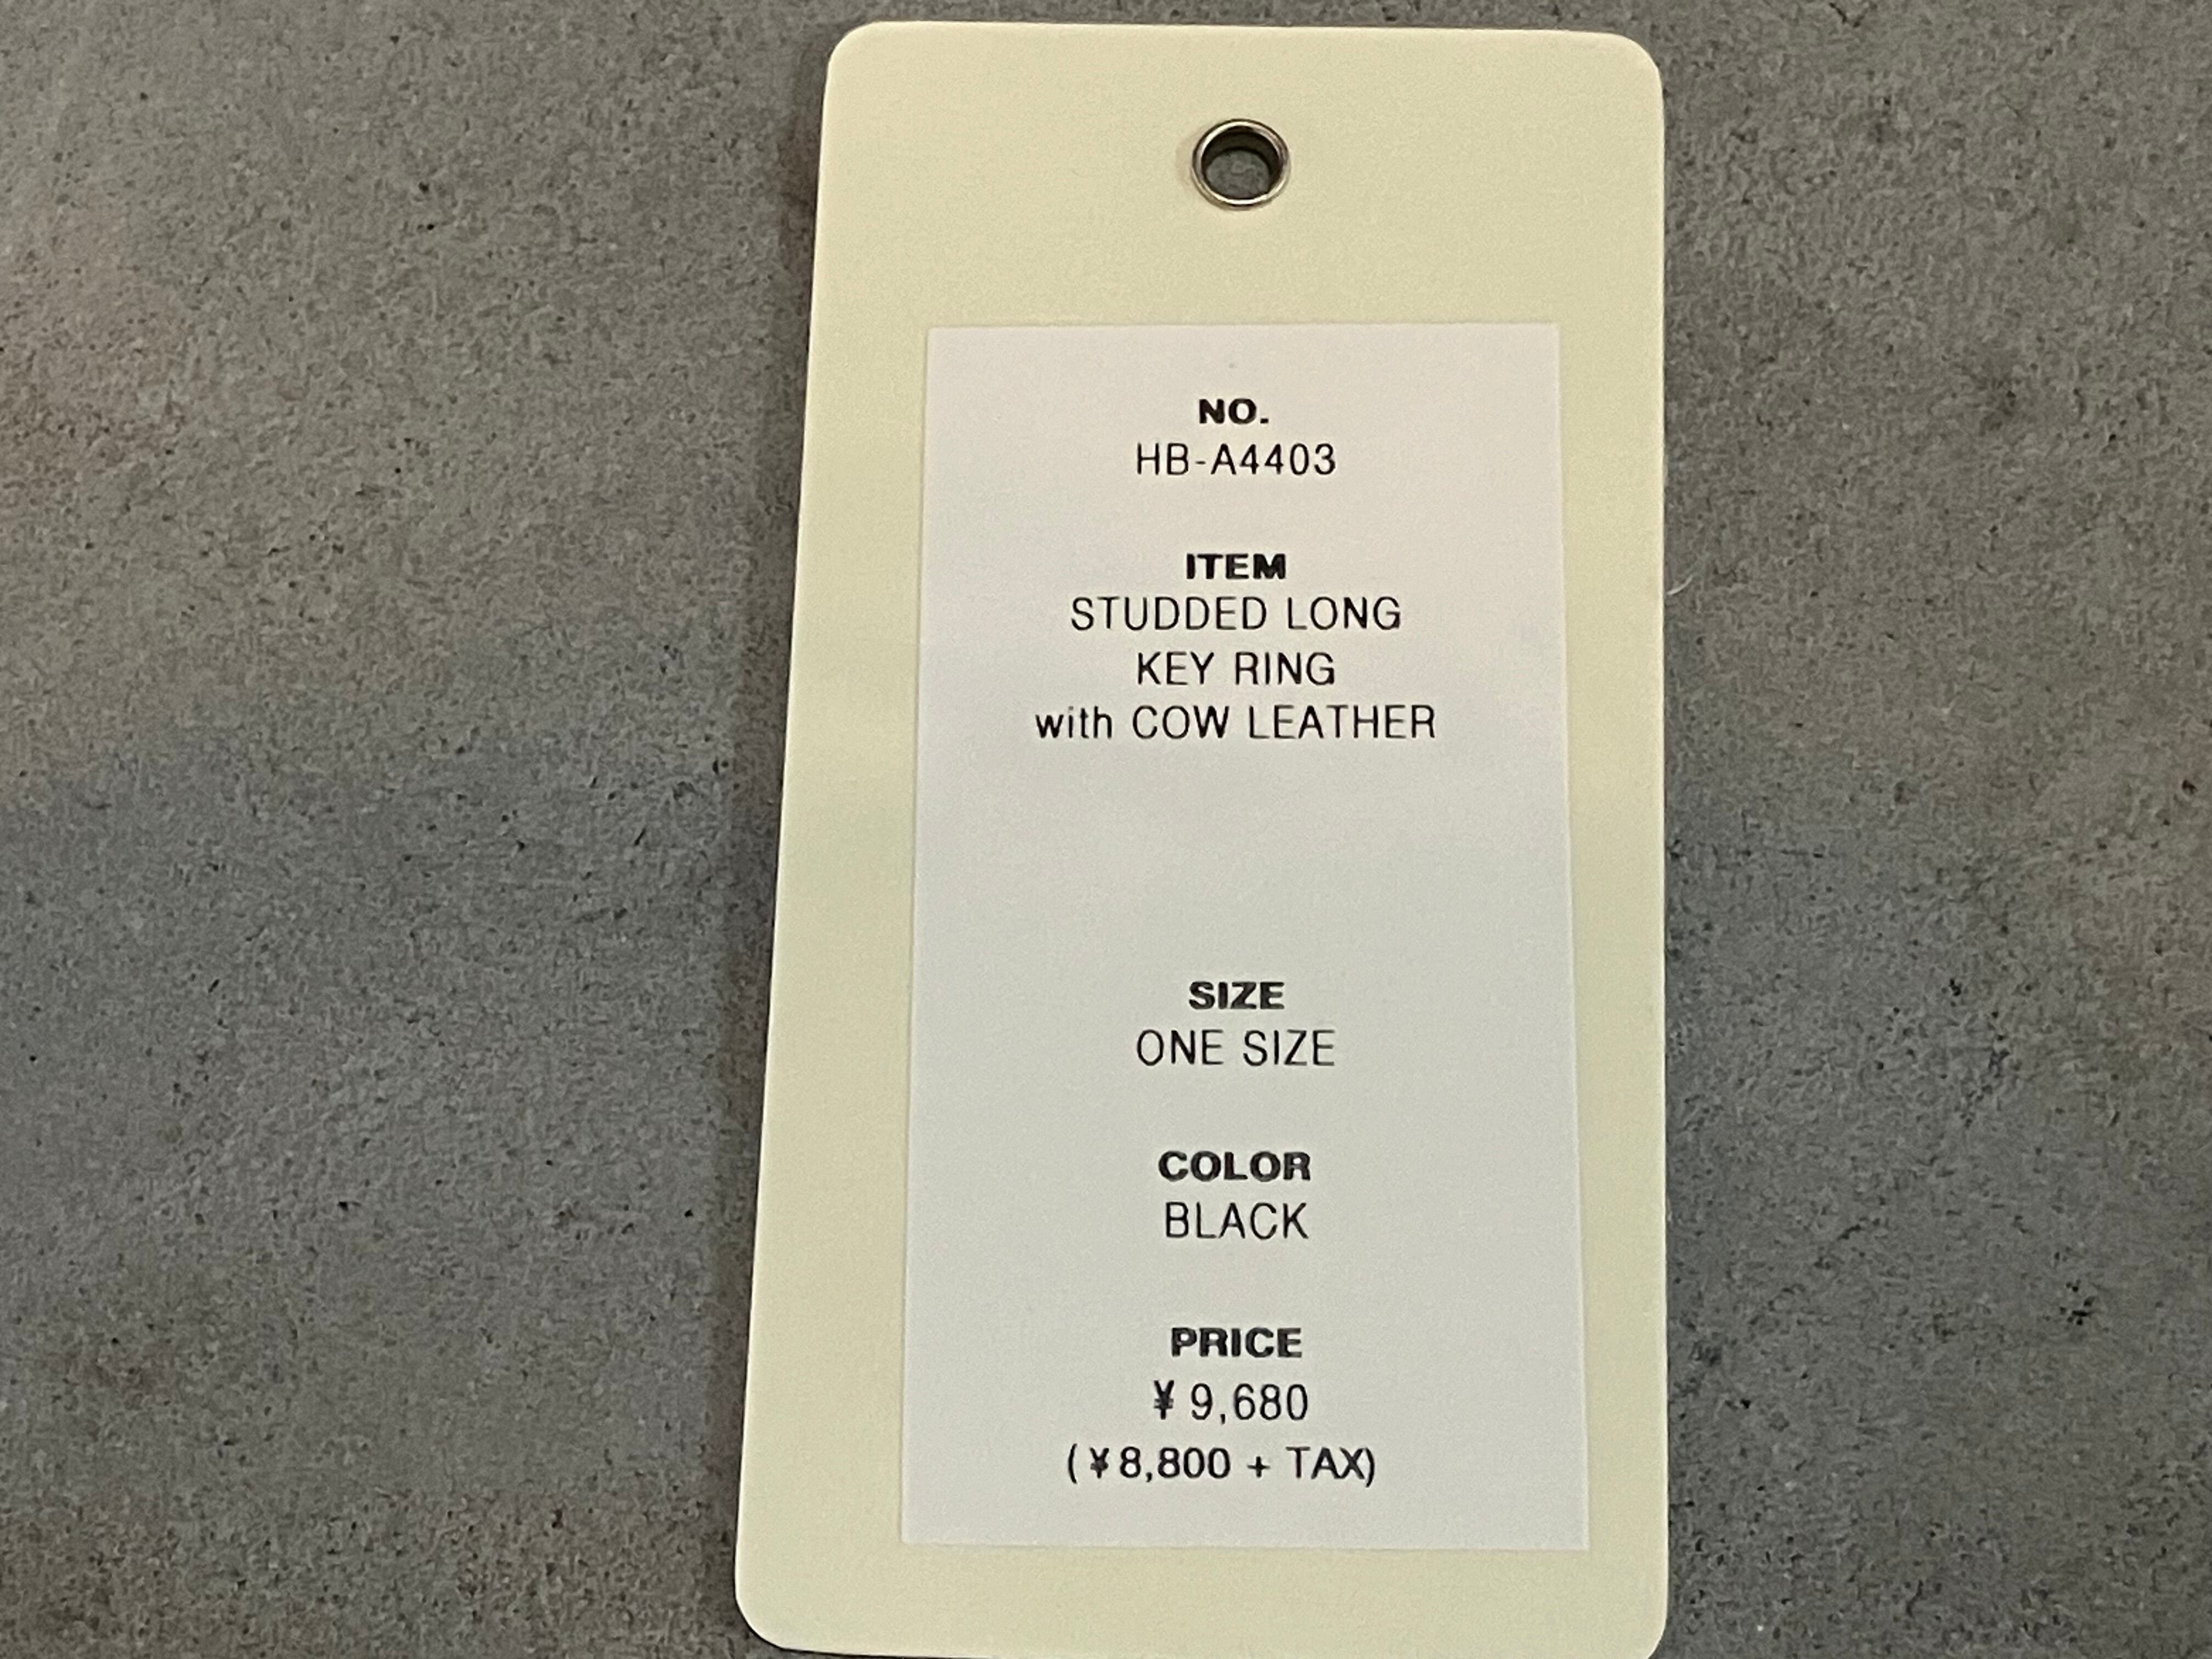 NO.
HB-A4403
ITEM
STUDDED LONG
KEY RING
with COW LEATHER
SIZE
ONE SIZE
COLOR
BLACK
PRICE
¥ 9,680
(¥8,800 + TAX)